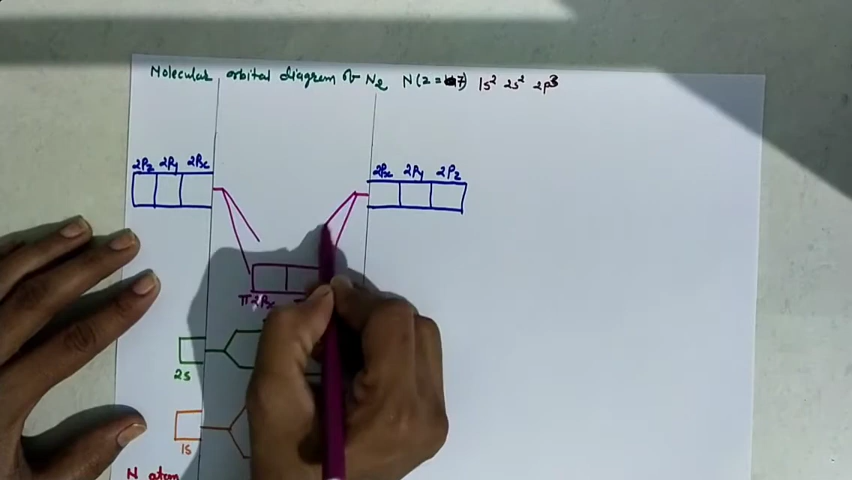 Molecular orbital diagram of N2 N(Z=7) 1s² 2s² 2p³
2Pz 2Py 2Px
2Px 2Py 2Pz
π2Px
2S
1S
N atom